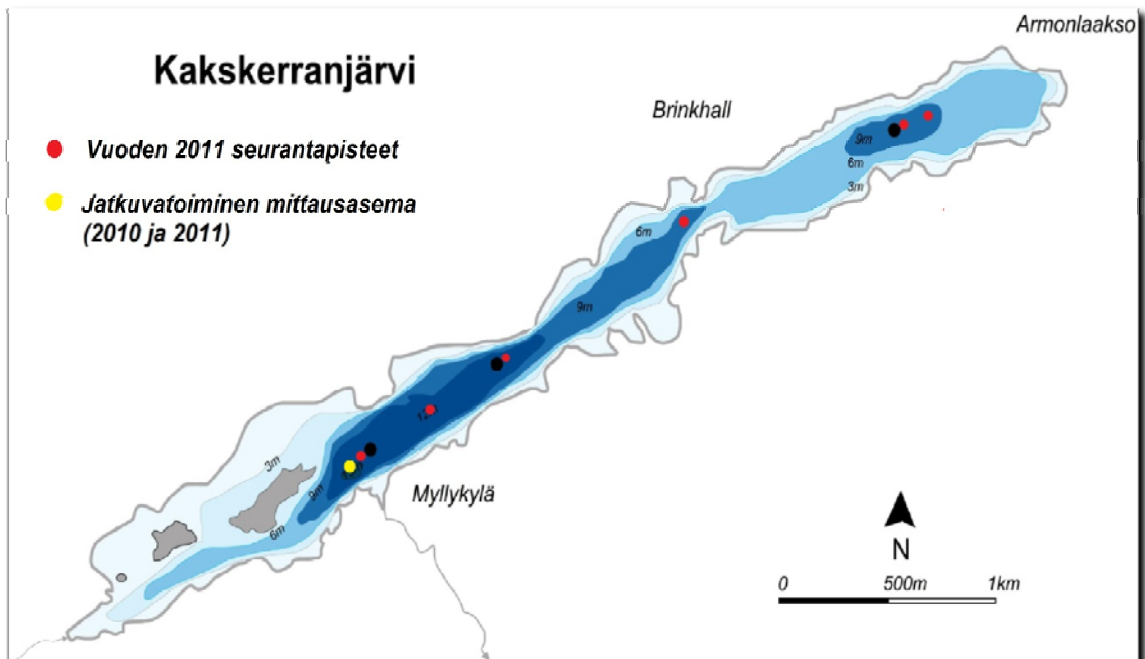 Armonlaakso
Kakskerranjärvi
Brinkhall
Vuoden 2011 seurantapisteet
Jatkuvatoiminen mittausasema
(2010 ja 2011)
9m
6m
3m
6m
9m
3m
9m
6m
Myllykylä
N
0 500m 1km